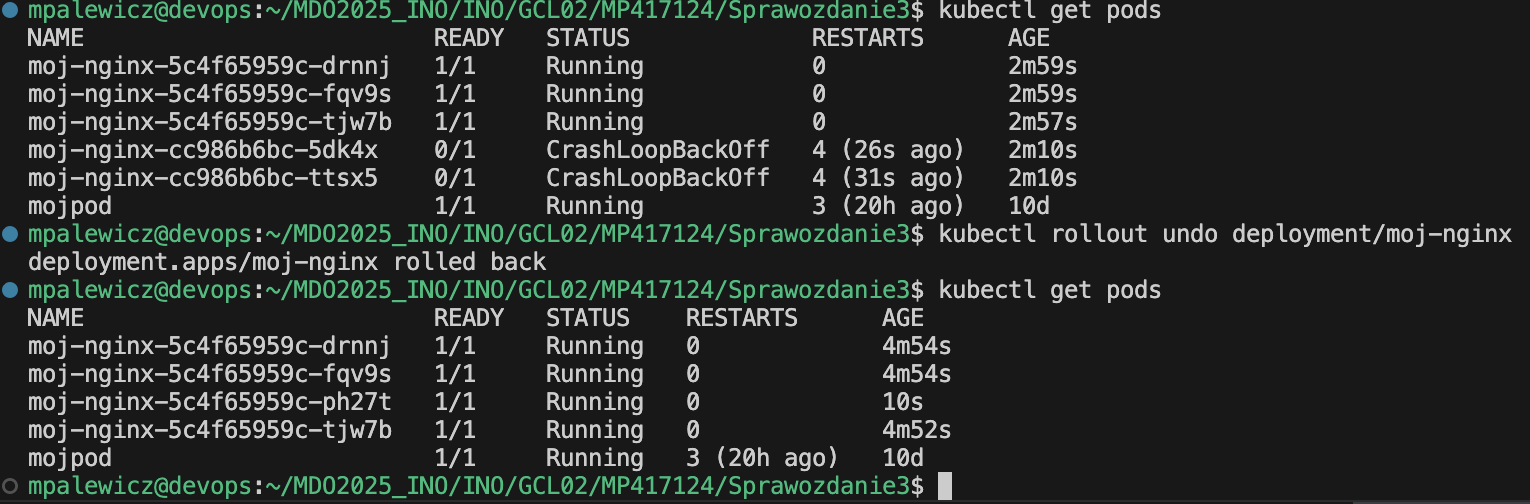 mpalewicz@devops:~/MDO2025_INO/INO/GCL02/MP417124/Sprawozdanie3$ kubectl get pods
NAME                         READY   STATUS             RESTARTS      AGE
moj-nginx-5c4f65959c-drnnj   1/1     Running            0             2m59s
moj-nginx-5c4f65959c-fqv9s   1/1     Running            0             2m59s
moj-nginx-5c4f65959c-tjw7b   1/1     Running            0             2m57s
moj-nginx-cc986b6bc-5dk4x    0/1     CrashLoopBackOff   4 (26s ago)   2m10s
moj-nginx-cc986b6bc-ttsx5    0/1     CrashLoopBackOff   4 (31s ago)   2m10s
mojpod                       1/1     Running            3 (20h ago)   10d
mpalewicz@devops:~/MDO2025_INO/INO/GCL02/MP417124/Sprawozdanie3$ kubectl rollout undo deployment/moj-nginx
deployment.apps/moj-nginx rolled back
mpalewicz@devops:~/MDO2025_INO/INO/GCL02/MP417124/Sprawozdanie3$ kubectl get pods
NAME                         READY   STATUS    RESTARTS      AGE
moj-nginx-5c4f65959c-drnnj   1/1     Running   0             4m54s
moj-nginx-5c4f65959c-fqv9s   1/1     Running   0             4m54s
moj-nginx-5c4f65959c-ph27t   1/1     Running   0             10s
moj-nginx-5c4f65959c-tjw7b   1/1     Running   0             4m52s
mojpod                       1/1     Running   3 (20h ago)   10d
mpalewicz@devops:~/MDO2025_INO/INO/GCL02/MP417124/Sprawozdanie3$